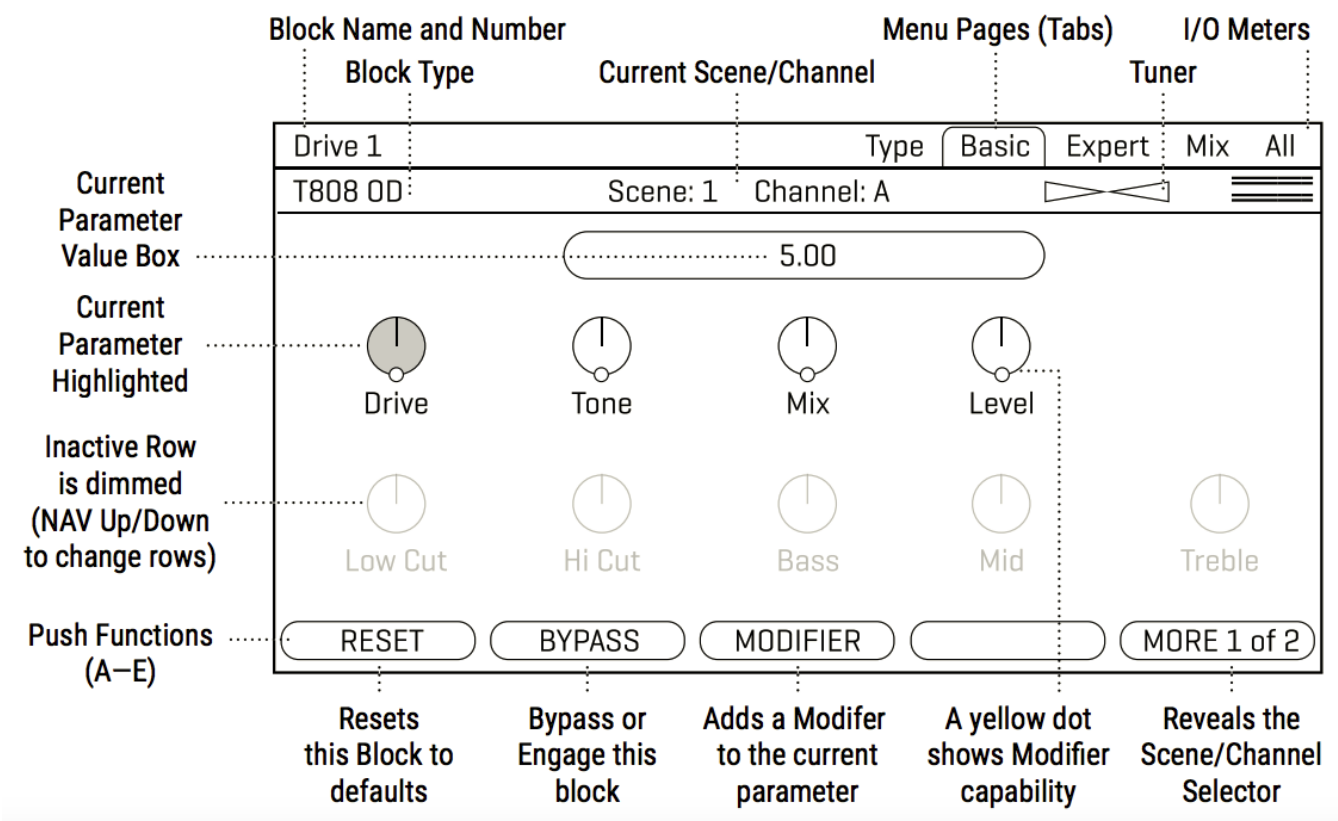 Block Name and Number
Menu Pages (Tabs)
I/O Meters
Block Type
Current Scene/Channel
Tuner
Drive 1
Type
Basic
Expert
Mix
All
T808 OD
Scene: 1
Channel: A
Current
Parameter
Value Box
5.00
Current
Parameter
Highlighted
Drive
Tone
Mix
Level
Inactive Row
is dimmed
(NAV Up/Down
to change rows)
Low Cut
Hi Cut
Bass
Mid
Treble
Push Functions
(A—E)
RESET
BYPASS
MODIFIER
MORE 1 of 2
Resets
this Block to
defaults
Bypass or
Engage this
block
Adds a Modifer
to the current
parameter
A yellow dot
shows Modifier
capability
Reveals the
Scene/Channel
Selector